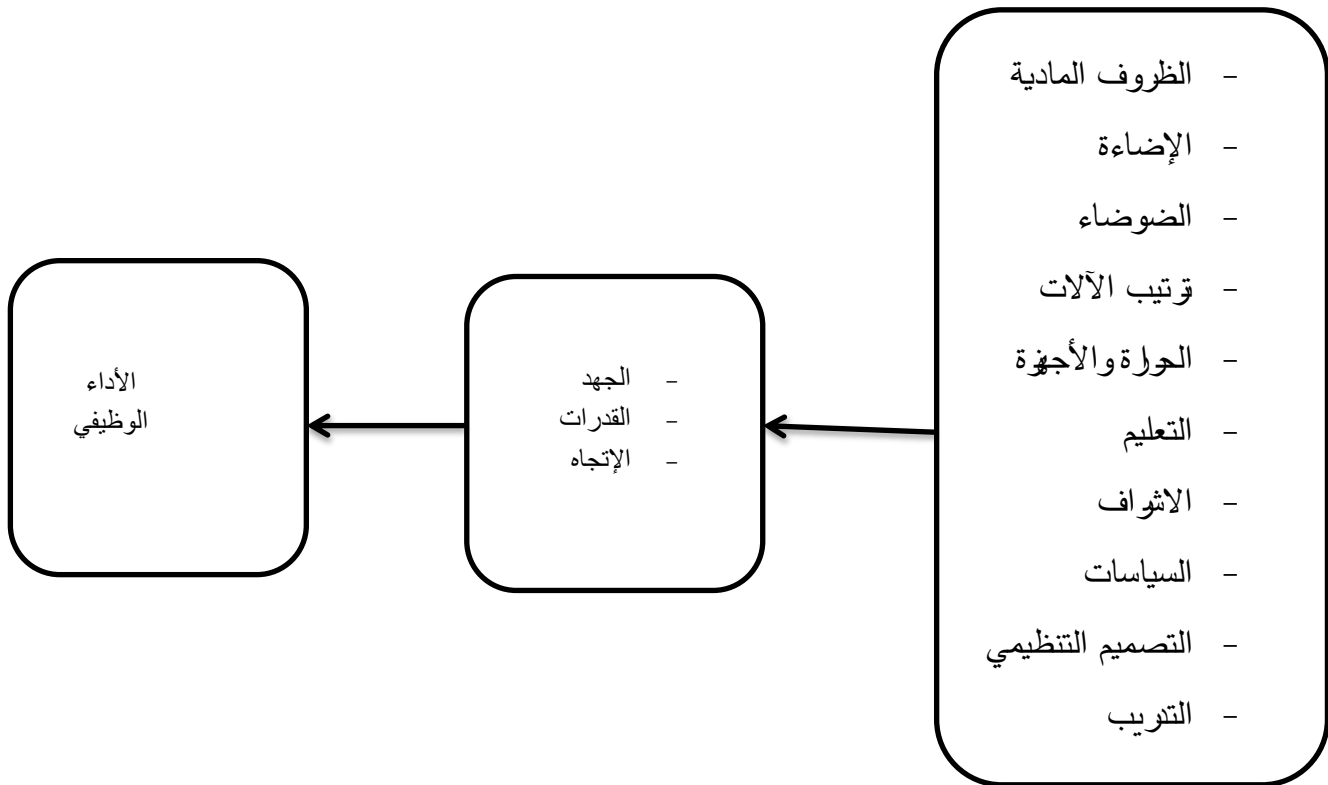 - الظروف المادية
- الإضاءة
- الضوضاء
- ترتيب الآلات
- الحرارة والأجهزة
- التعليم
- الاشراف
- السياسات
- التصميم التنظيمي
- التدريب
- الجهد
- القدرات
- الإتجاه
الأداء
الوظيفي